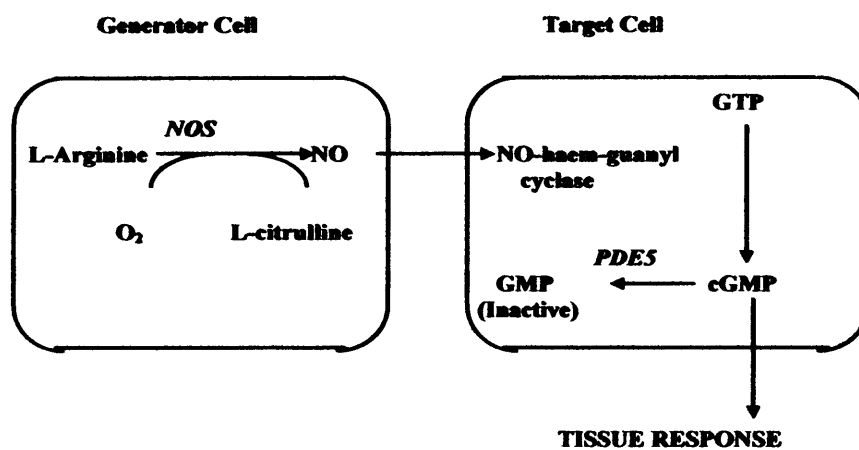 Generator Cell
Target Cell
GTP
NOS
L-Arginine
NO
NO-haem-guanyl
cyclase
O₂
L-citrulline
PDE5
GMP
(Inactive)
cGMP
TISSUE RESPONSE